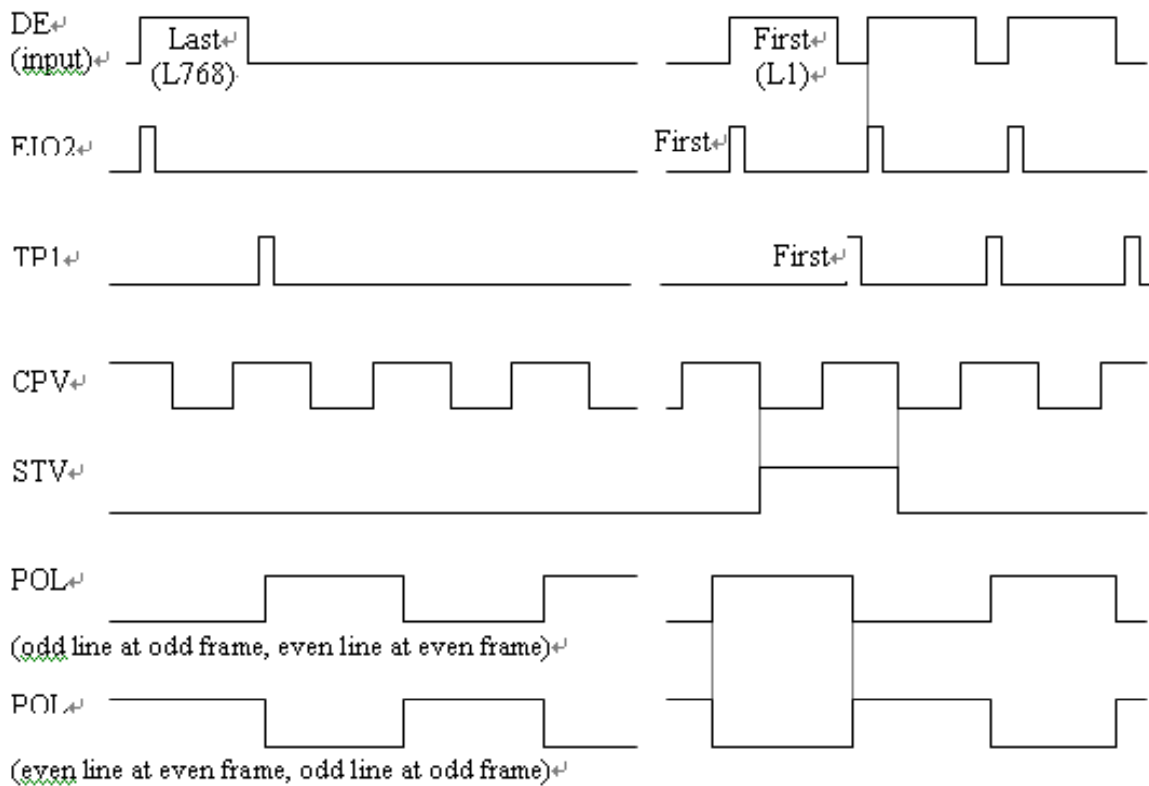 DE
(input)
Last
(L768)
First
(L1)
EIO2
First
TP1
First
CPV
STV
POL
(odd line at odd frame, even line at even frame)
POL
(even line at even frame, odd line at odd frame)